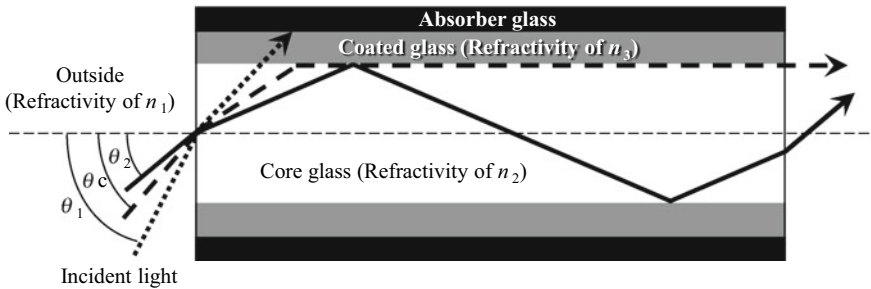 Absorber glass
Coated glass (Refractivity of n3)
Outside
(Refractivity of n1)
θ2
θc
θ1
Core glass (Refractivity of n2)
Incident light